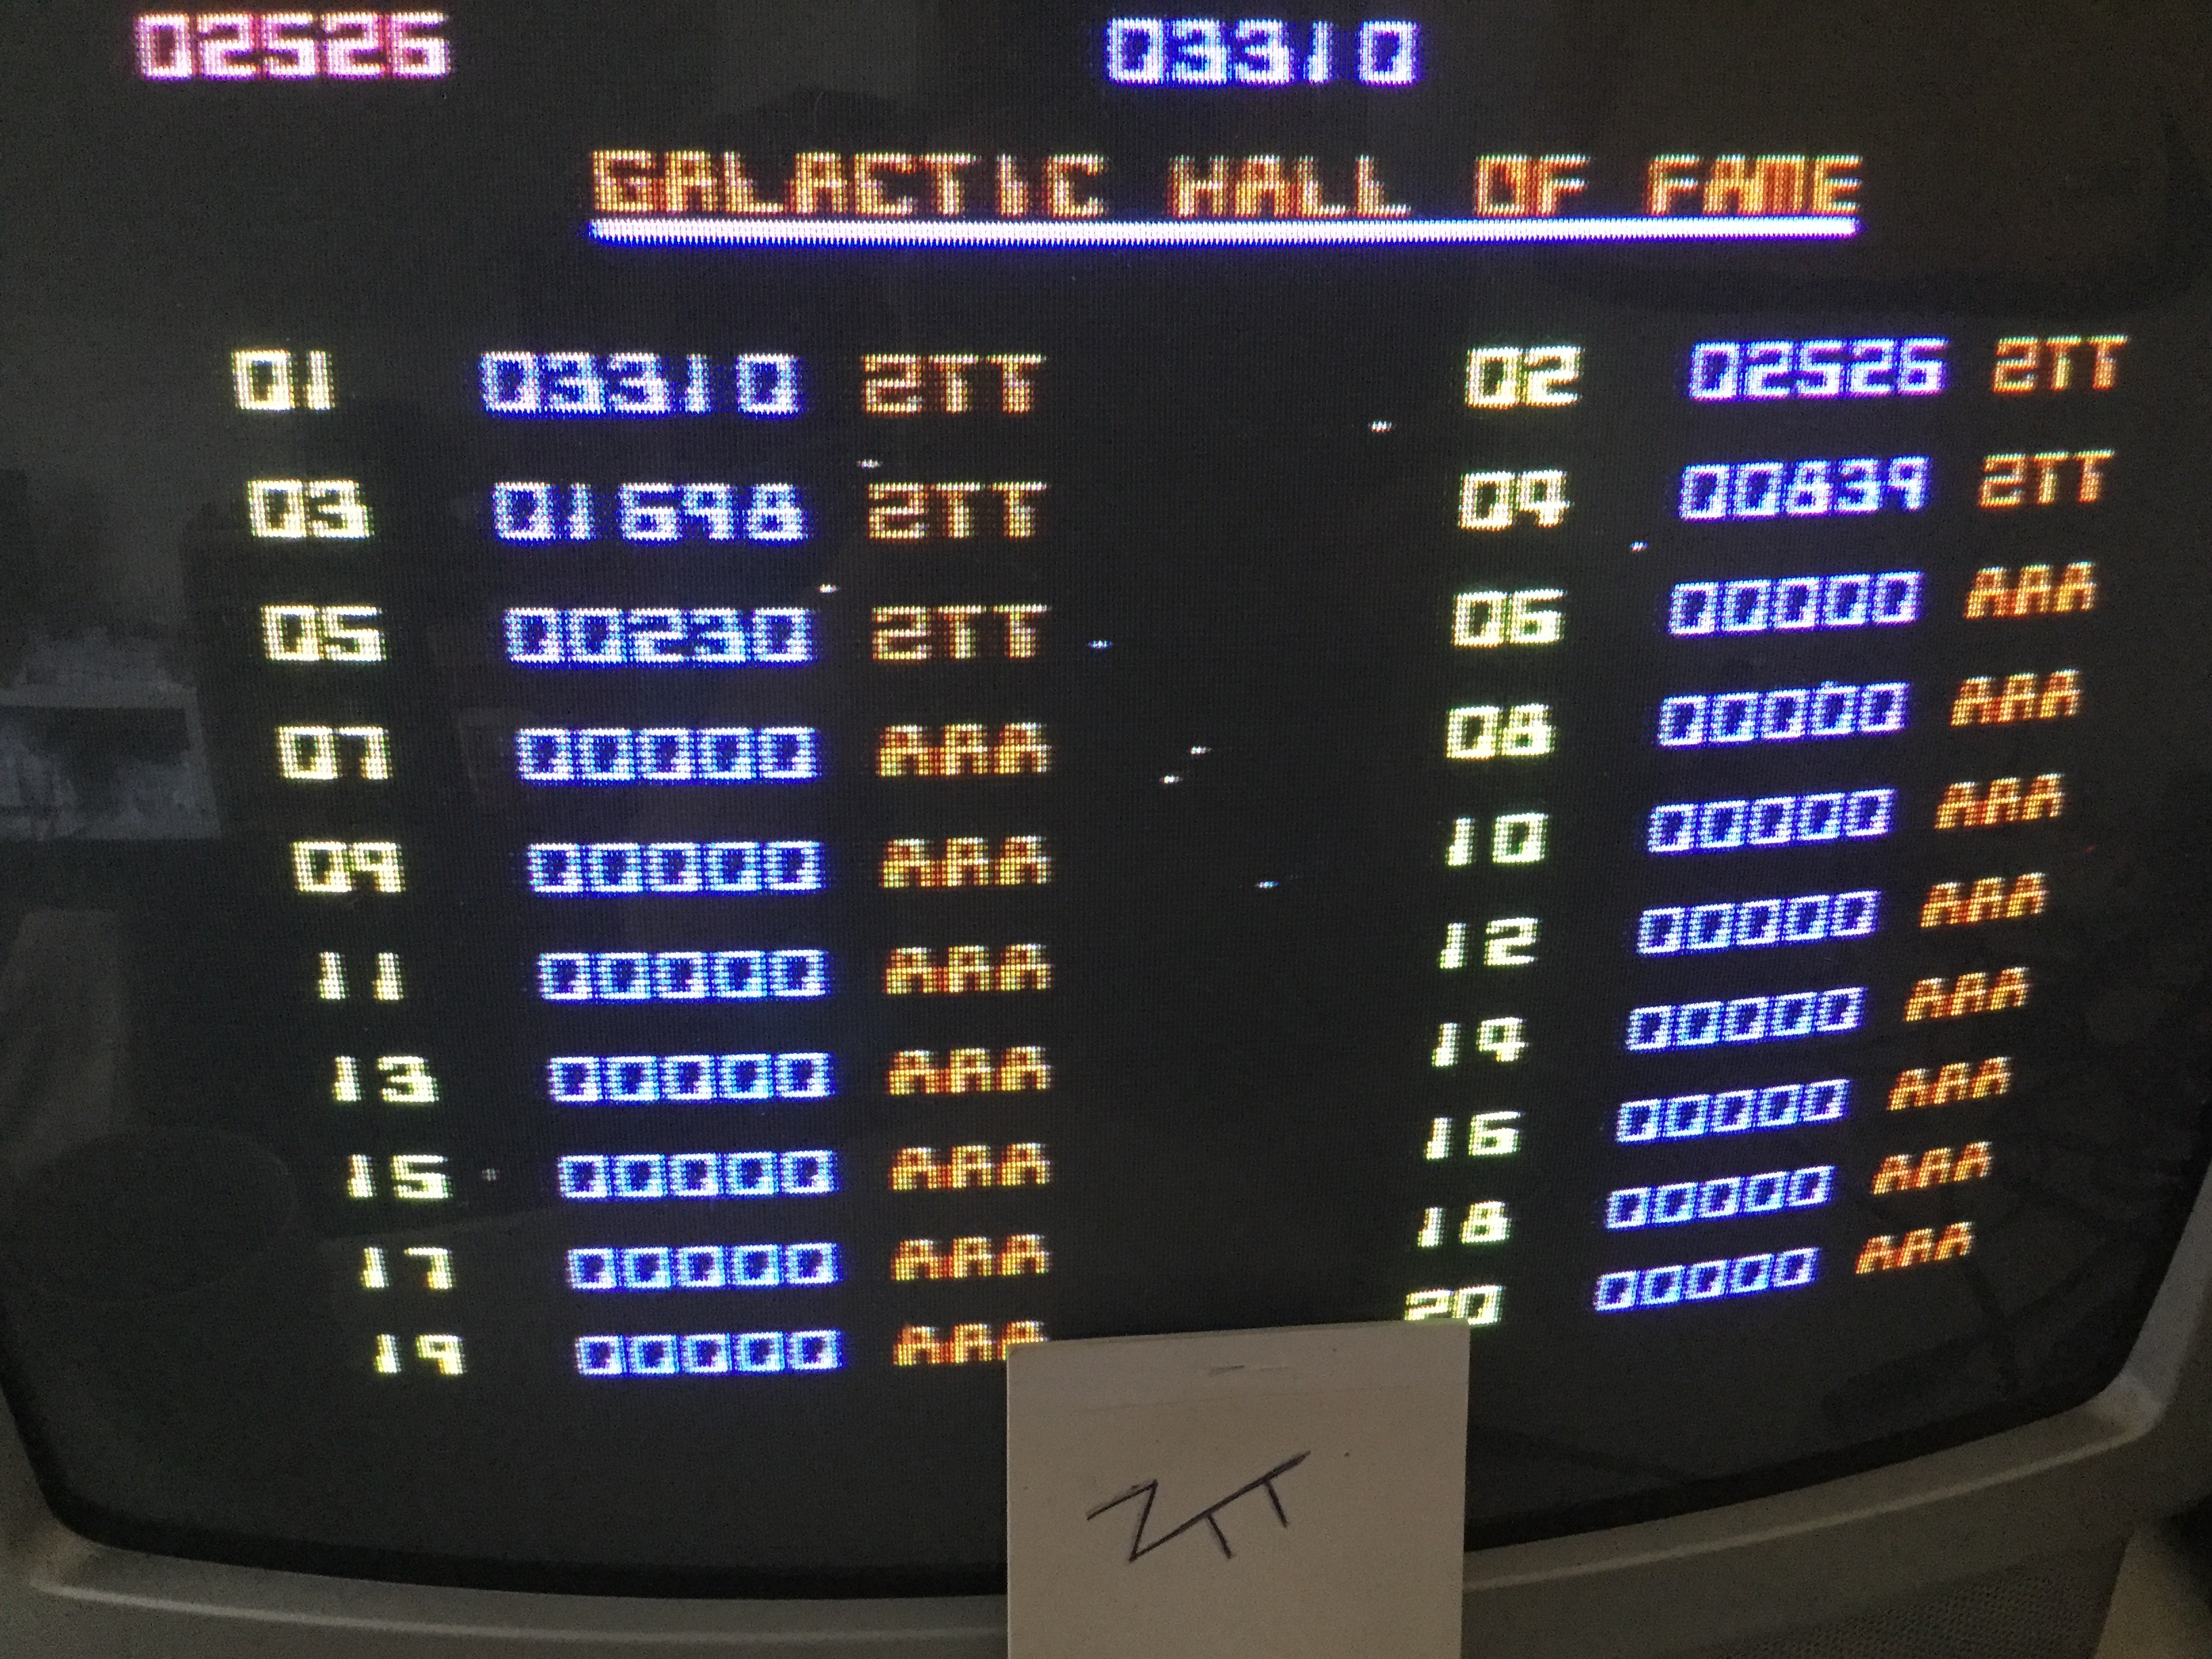 02526 03310
GALACTIC HALL OF FAME
01 03310 ZTT 02 02526 ZTT
03 01698 ZTT 04 00839 ZTT
05 00230 ZTT 06 00000 AAA
07 00000 AAA 08 00000 AAA
09 00000 AAA 10 00000 AAA
11 00000 AAA 12 00000 AAA
13 00000 AAA 14 00000 AAA
15 00000 AAA 16 00000 AAA
17 00000 AAA 18 00000 AAA
19 00000 AAA 20 00000 AAA
ZTT